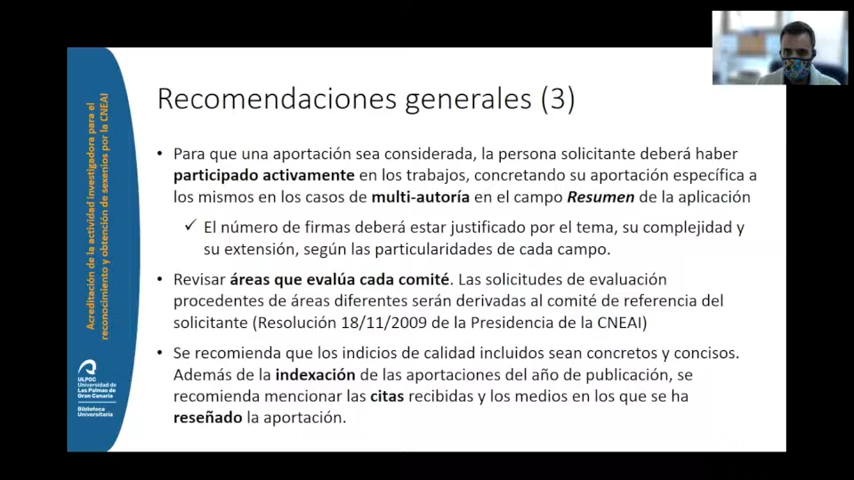 Recomendaciones generales (3)
• Para que una aportación sea considerada, la persona solicitante deberá haber
participado activamente en los trabajos, concretando su aportación específica a
los mismos en los casos de multi-autoría en el campo Resumen de la aplicación
✓ El número de firmas deberá estar justificado por el tema, su complejidad y
su extensión, según las particularidades de cada campo.
• Revisar áreas que evalúa cada comité. Las solicitudes de evaluación
procedentes de áreas diferentes serán derivadas al comité de referencia del
solicitante (Resolución 18/11/2009 de la Presidencia de la CNEAI)
• Se recomienda que los indicios de calidad incluidos sean concretos y concisos.
Además de la indexación de las aportaciones del año de publicación, se
recomienda mencionar las citas recibidas y los medios en los que se ha
reseñado la aportación.
Acreditación de la actividad investigadora para el
reconocimiento y obtención de sexenios por la CNEAI
ULPGC
Universidad de
Las Palmas de
Gran Canaria
Biblioteca
Universitaria